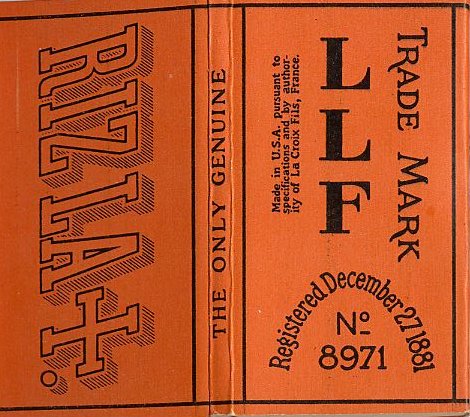 RIZLA+.
THE ONLY GENUINE
Made in U.S.A. pursuant to
specifications and by author-
ity of La Croix Fils, France.
L L F
TRADE MARK
Registered December 27 1881
Nº
8971